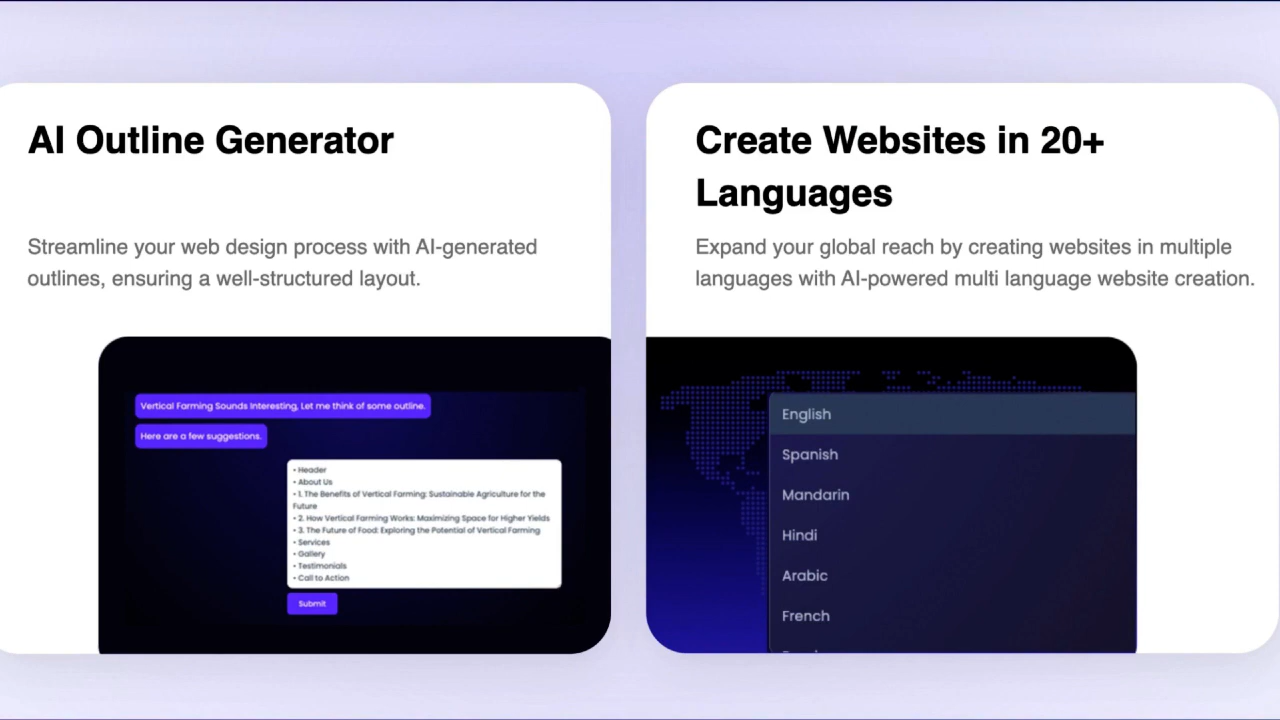 AI Outline Generator
Streamline your web design process with AI-generated
outlines, ensuring a well-structured layout.
Vertical Farming Sounds Interesting, Let me think of some outline.
Here are a few suggestions.
• Header
• About Us
• 1. The Benefits of Vertical Farming: Sustainable Agriculture for the
Future
• 2. How Vertical Farming Works: Maximizing Space for Higher Yields
• 3. The Future of Food: Exploring the Potential of Vertical Farming
• Services
• Gallery
• Testimonials
• Call to Action
Submit
Create Websites in 20+
Languages
Expand your global reach by creating websites in multiple
languages with AI-powered multi language website creation.
English
Spanish
Mandarin
Hindi
Arabic
French